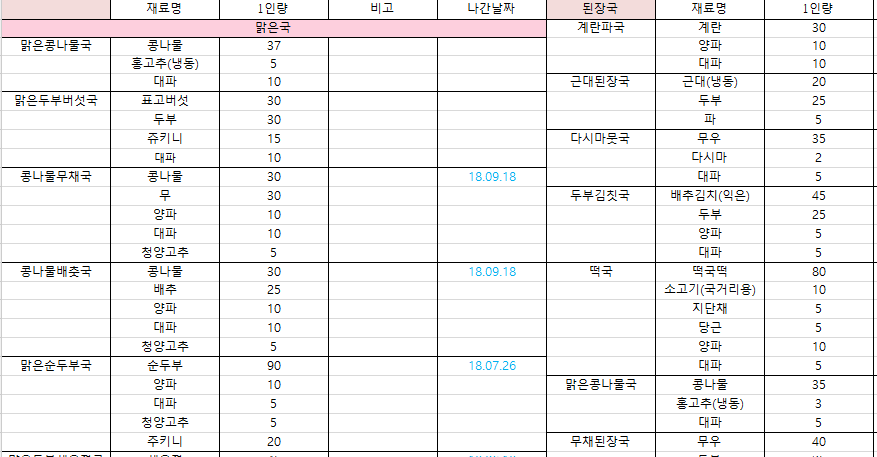 재료명 1인량 비고 나간날짜 된장국 재료명 1인량
맑은국 계란파국 계란 30
맑은콩나물국 콩나물 37 양파 10
홍고추(냉동) 5 대파 10
대파 10 근대된장국 근대(냉동) 20
맑은두부버섯국 표고버섯 30 두부 25
두부 30 파 5
쥬키니 15 다시마뭇국 무우 35
대파 10 다시마 2
콩나물무채국 콩나물 30 18.09.18 대파 5
무 30 두부김칫국 배추김치(익은) 45
양파 10 두부 25
대파 10 양파 5
청양고추 5 대파 5
콩나물배춧국 콩나물 30 18.09.18 떡국 떡국떡 80
배추 25 소고기(국거리용) 10
양파 10 지단채 5
대파 10 당근 5
청양고추 5 양파 10
맑은순두부국 순두부 90 18.07.26 대파 5
양파 10 맑은콩나물국 콩나물 35
대파 5 홍고추(냉동) 3
청양고추 5 대파 5
주키니 20 무채된장국 무우 40